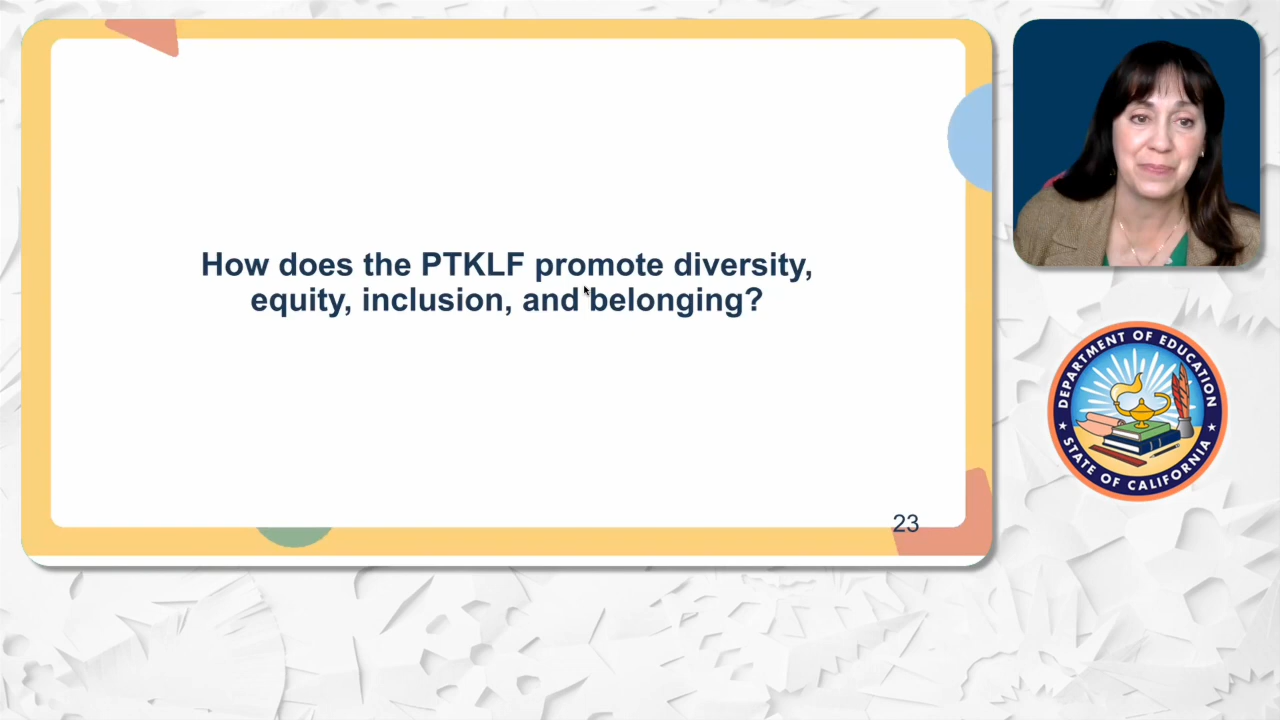 How does the PTKLF promote diversity,
equity, inclusion, and belonging?
23
DEPARTMENT OF EDUCATION
STATE OF CALIFORNIA